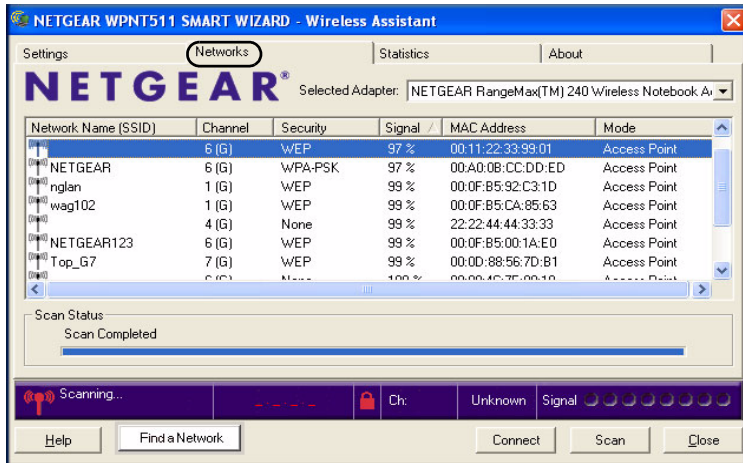 NETGEAR WPNT511 SMART WIZARD - Wireless Assistant
Settings Networks Statistics About
NETGEAR® Selected Adapter: NETGEAR RangeMax(TM) 240 Wireless Notebook
Network Name (SSID) Channel Security Signal MAC Address Mode
6 (G) WEP 97 % 00:11:22:33:99:01 Access Point
NETGEAR 6 (G) WPA-PSK 97 % 00:A0:0B:CC:DD:ED Access Point
nglan 1 (G) WEP 99 % 00:0F:B5:92:C3:1D Access Point
wag102 1 (G) WEP 99 % 00:0F:B5:CA:85:63 Access Point
4 (G) None 99 % 22:22:44:44:33:33 Access Point
NETGEAR123 6 (G) WEP 99 % 00:0F:B5:00:1A:E0 Access Point
Top_G7 7 (G) WEP 99 % 00:0D:88:56:7D:B1 Access Point
Scan Status
Scan Completed
Scanning... _._._._ Ch: Unknown Signal
Help Find a Network Connect Scan Close